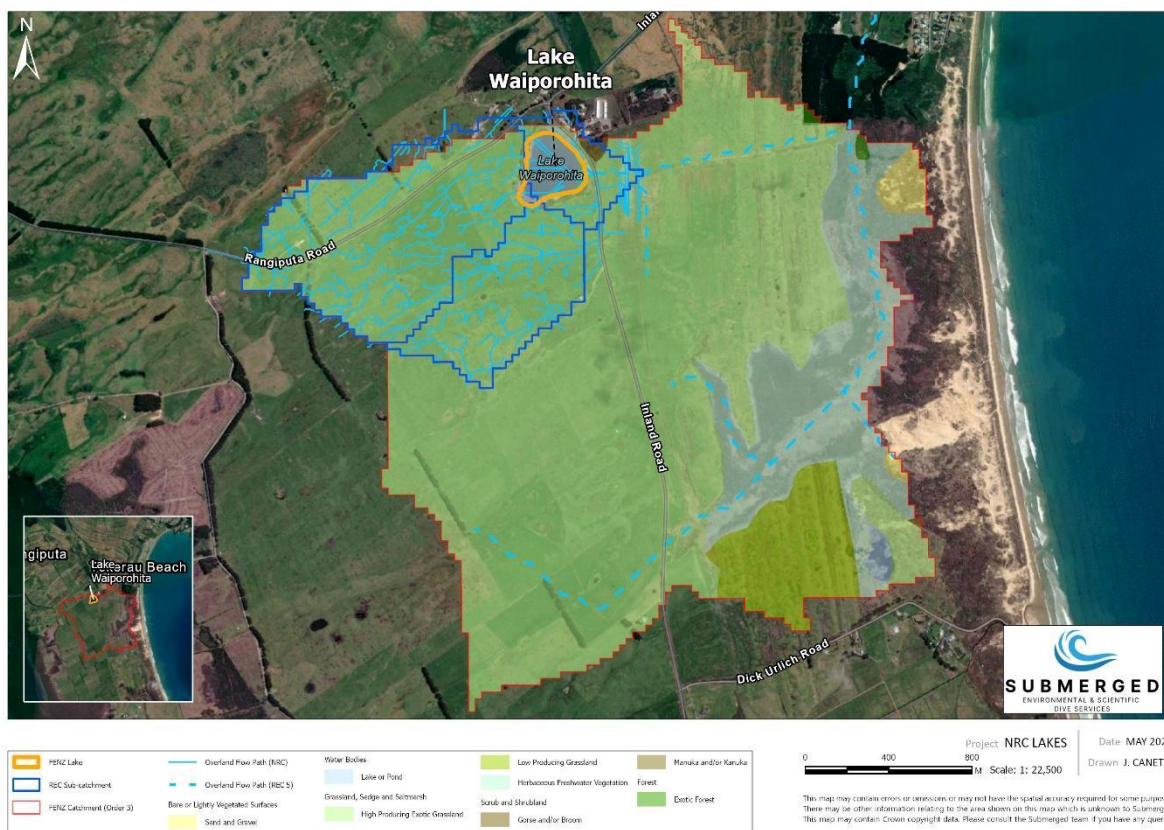 N
Lake
Waiporohita
Lake
Waiporohita
Inla
Rangiputa Road
Inland Road
Dick Urlich Road
ngiputa
Lake
Waiporohita
erau Beach
SUBMERGED
ENVIRONMENTAL & SCIENTIFIC
DIVE SERVICES
FENZ Lake
REC Sub-catchment
FENZ Catchment (Order 3)
Overland Flow Path (NRC)
Overland Flow Path (REC 5)
Bare or Lightly Vegetated Surfaces
Sand and Gravel
Water Bodies
Lake or Pond
Grassland, Sedge and Saltmarsh
High Producing Exotic Grassland
Low Producing Grassland
Herbaceous Freshwater Vegetation
Scrub and Shrubland
Gorse and/or Broom
Manuka and/or Kanuka
Forest
Exotic Forest
0 400 800
M Scale: 1: 22,500
Project NRC LAKES
Date MAY 202
Drawn J. CANET
This map may contain errors or omissions or may not have the spatial accuracy required for some purpos
There may be other information relating to the area shown on this map which is unknown to Submerg
This map may contain Crown copyright data. Please consult the Submerged team if you have any quer